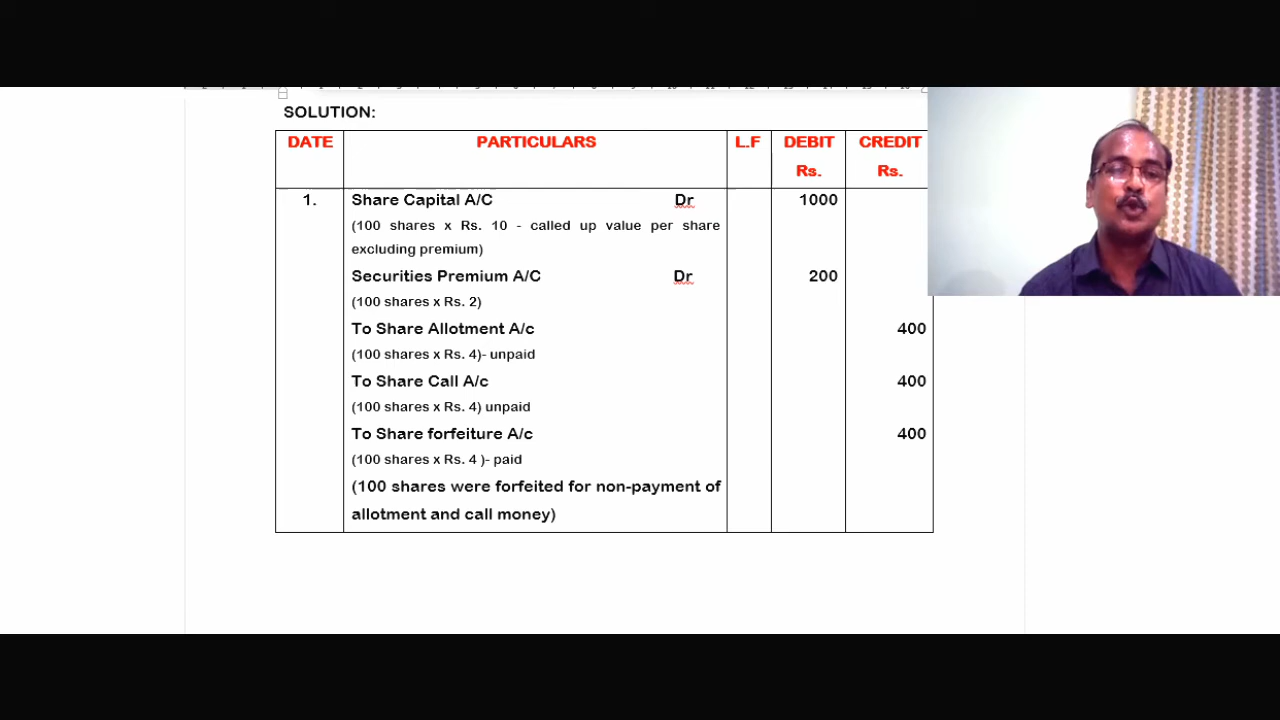 SOLUTION:
DATE PARTICULARS L.F DEBIT CREDIT
Rs. Rs.
1. Share Capital A/C Dr 1000
(100 shares x Rs. 10 - called up value per share
excluding premium)
Securities Premium A/C Dr 200
(100 shares x Rs. 2)
To Share Allotment A/c 400
(100 shares x Rs. 4)- unpaid
To Share Call A/c 400
(100 shares x Rs. 4) unpaid
To Share forfeiture A/c 400
(100 shares x Rs. 4 )- paid
(100 shares were forfeited for non-payment of
allotment and call money)